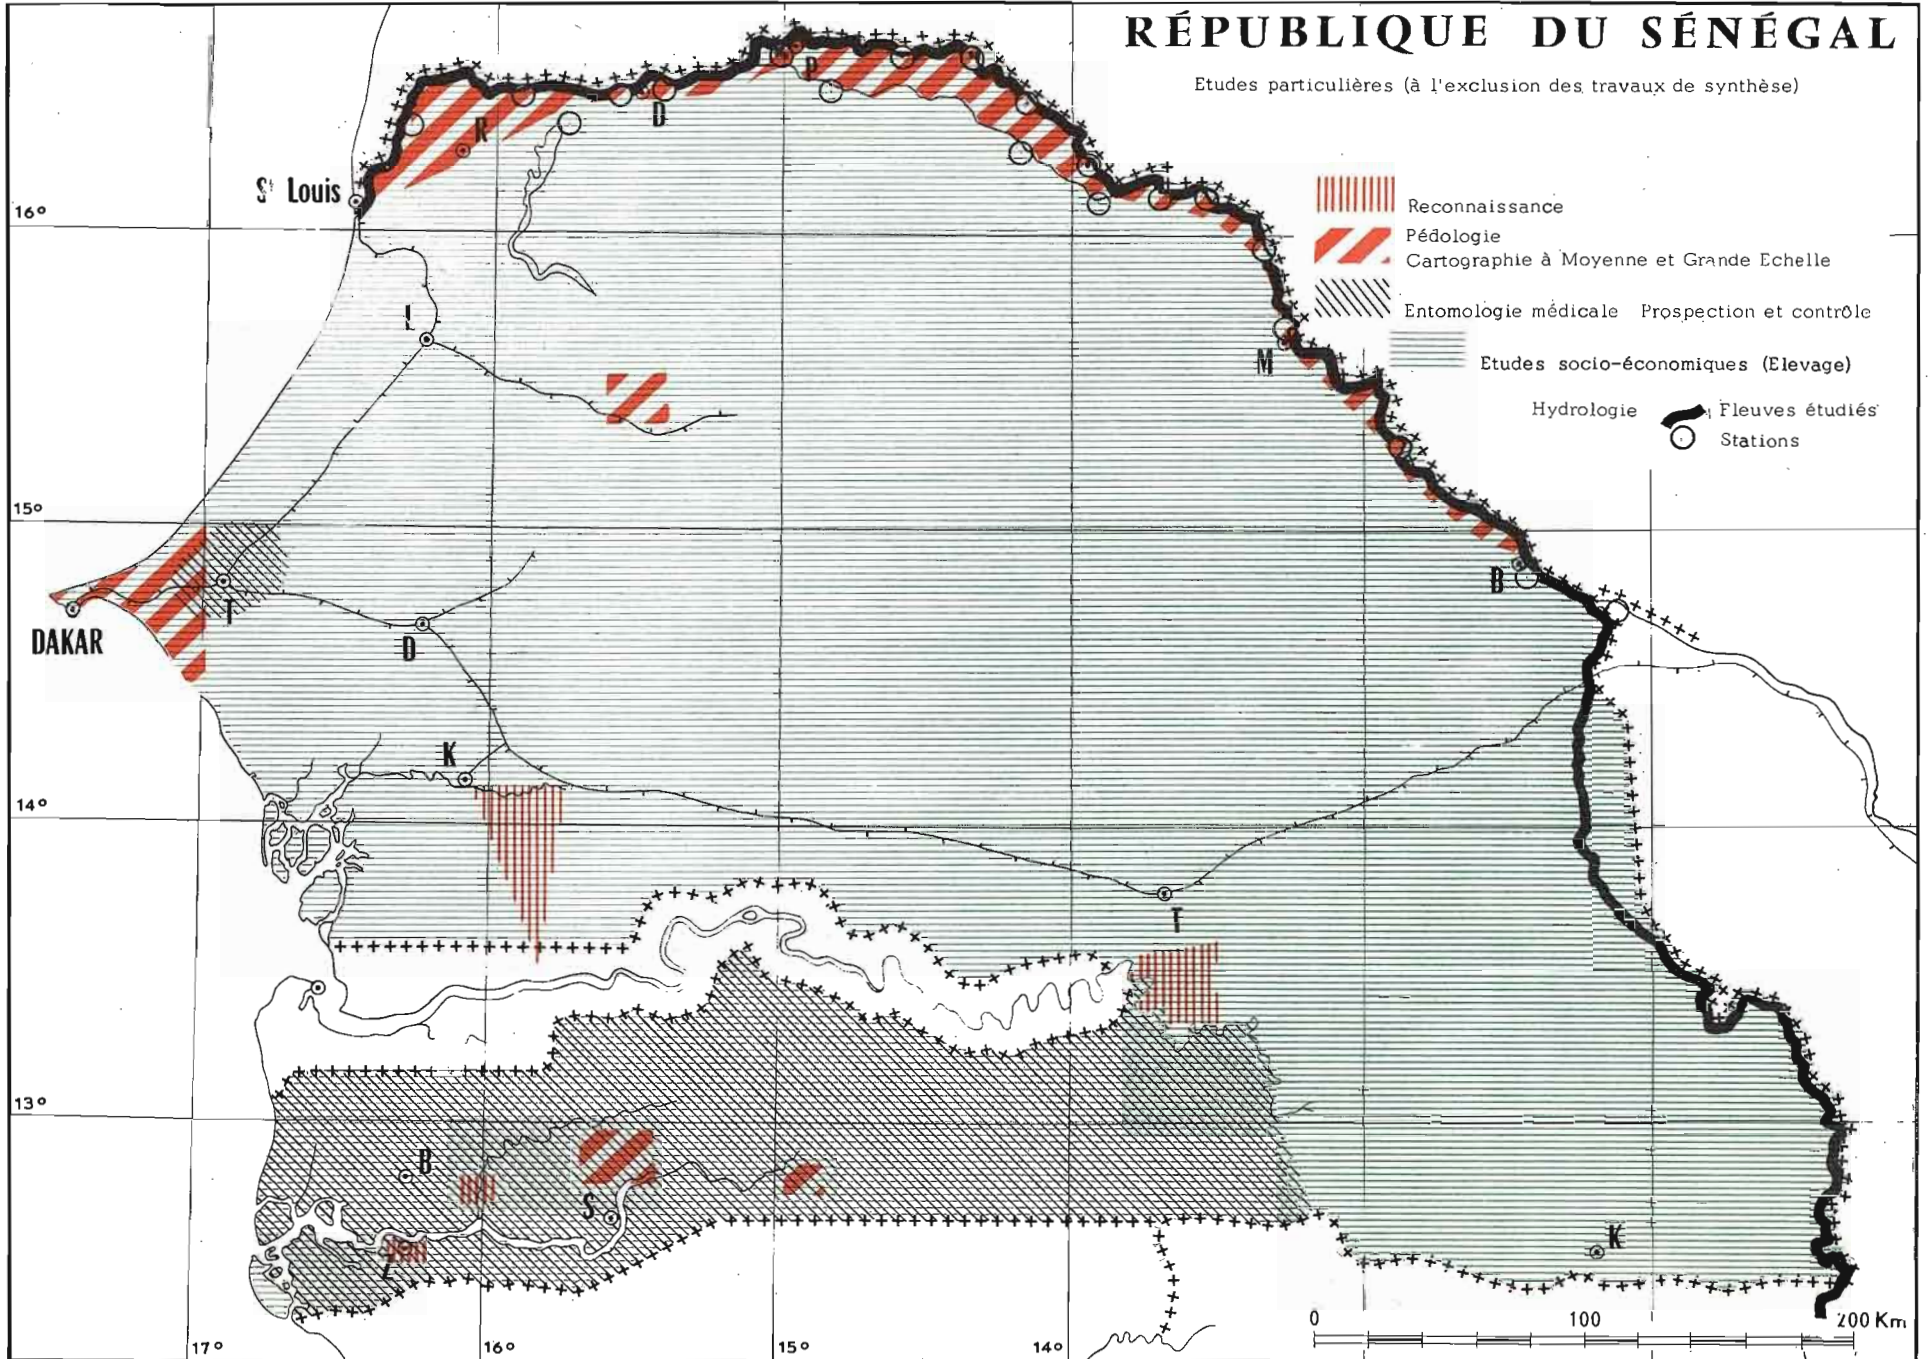 RÉPUBLIQUE DU SÉNÉGAL
Etudes particulières (à l'exclusion des travaux de synthèse)
Reconnaissance
Pédologie
Cartographie à Moyenne et Grande Echelle
Entomologie médicale Prospection et contrôle
Etudes socio-économiques (Elevage)
Hydrologie Fleuves étudiés
Stations
P
D
R
St Louis
16°
L
M
15°
B
T
DAKAR
D
K
14°
T
13°
B
S
Z
K
0 100 200 Km
17° 16° 15° 14°